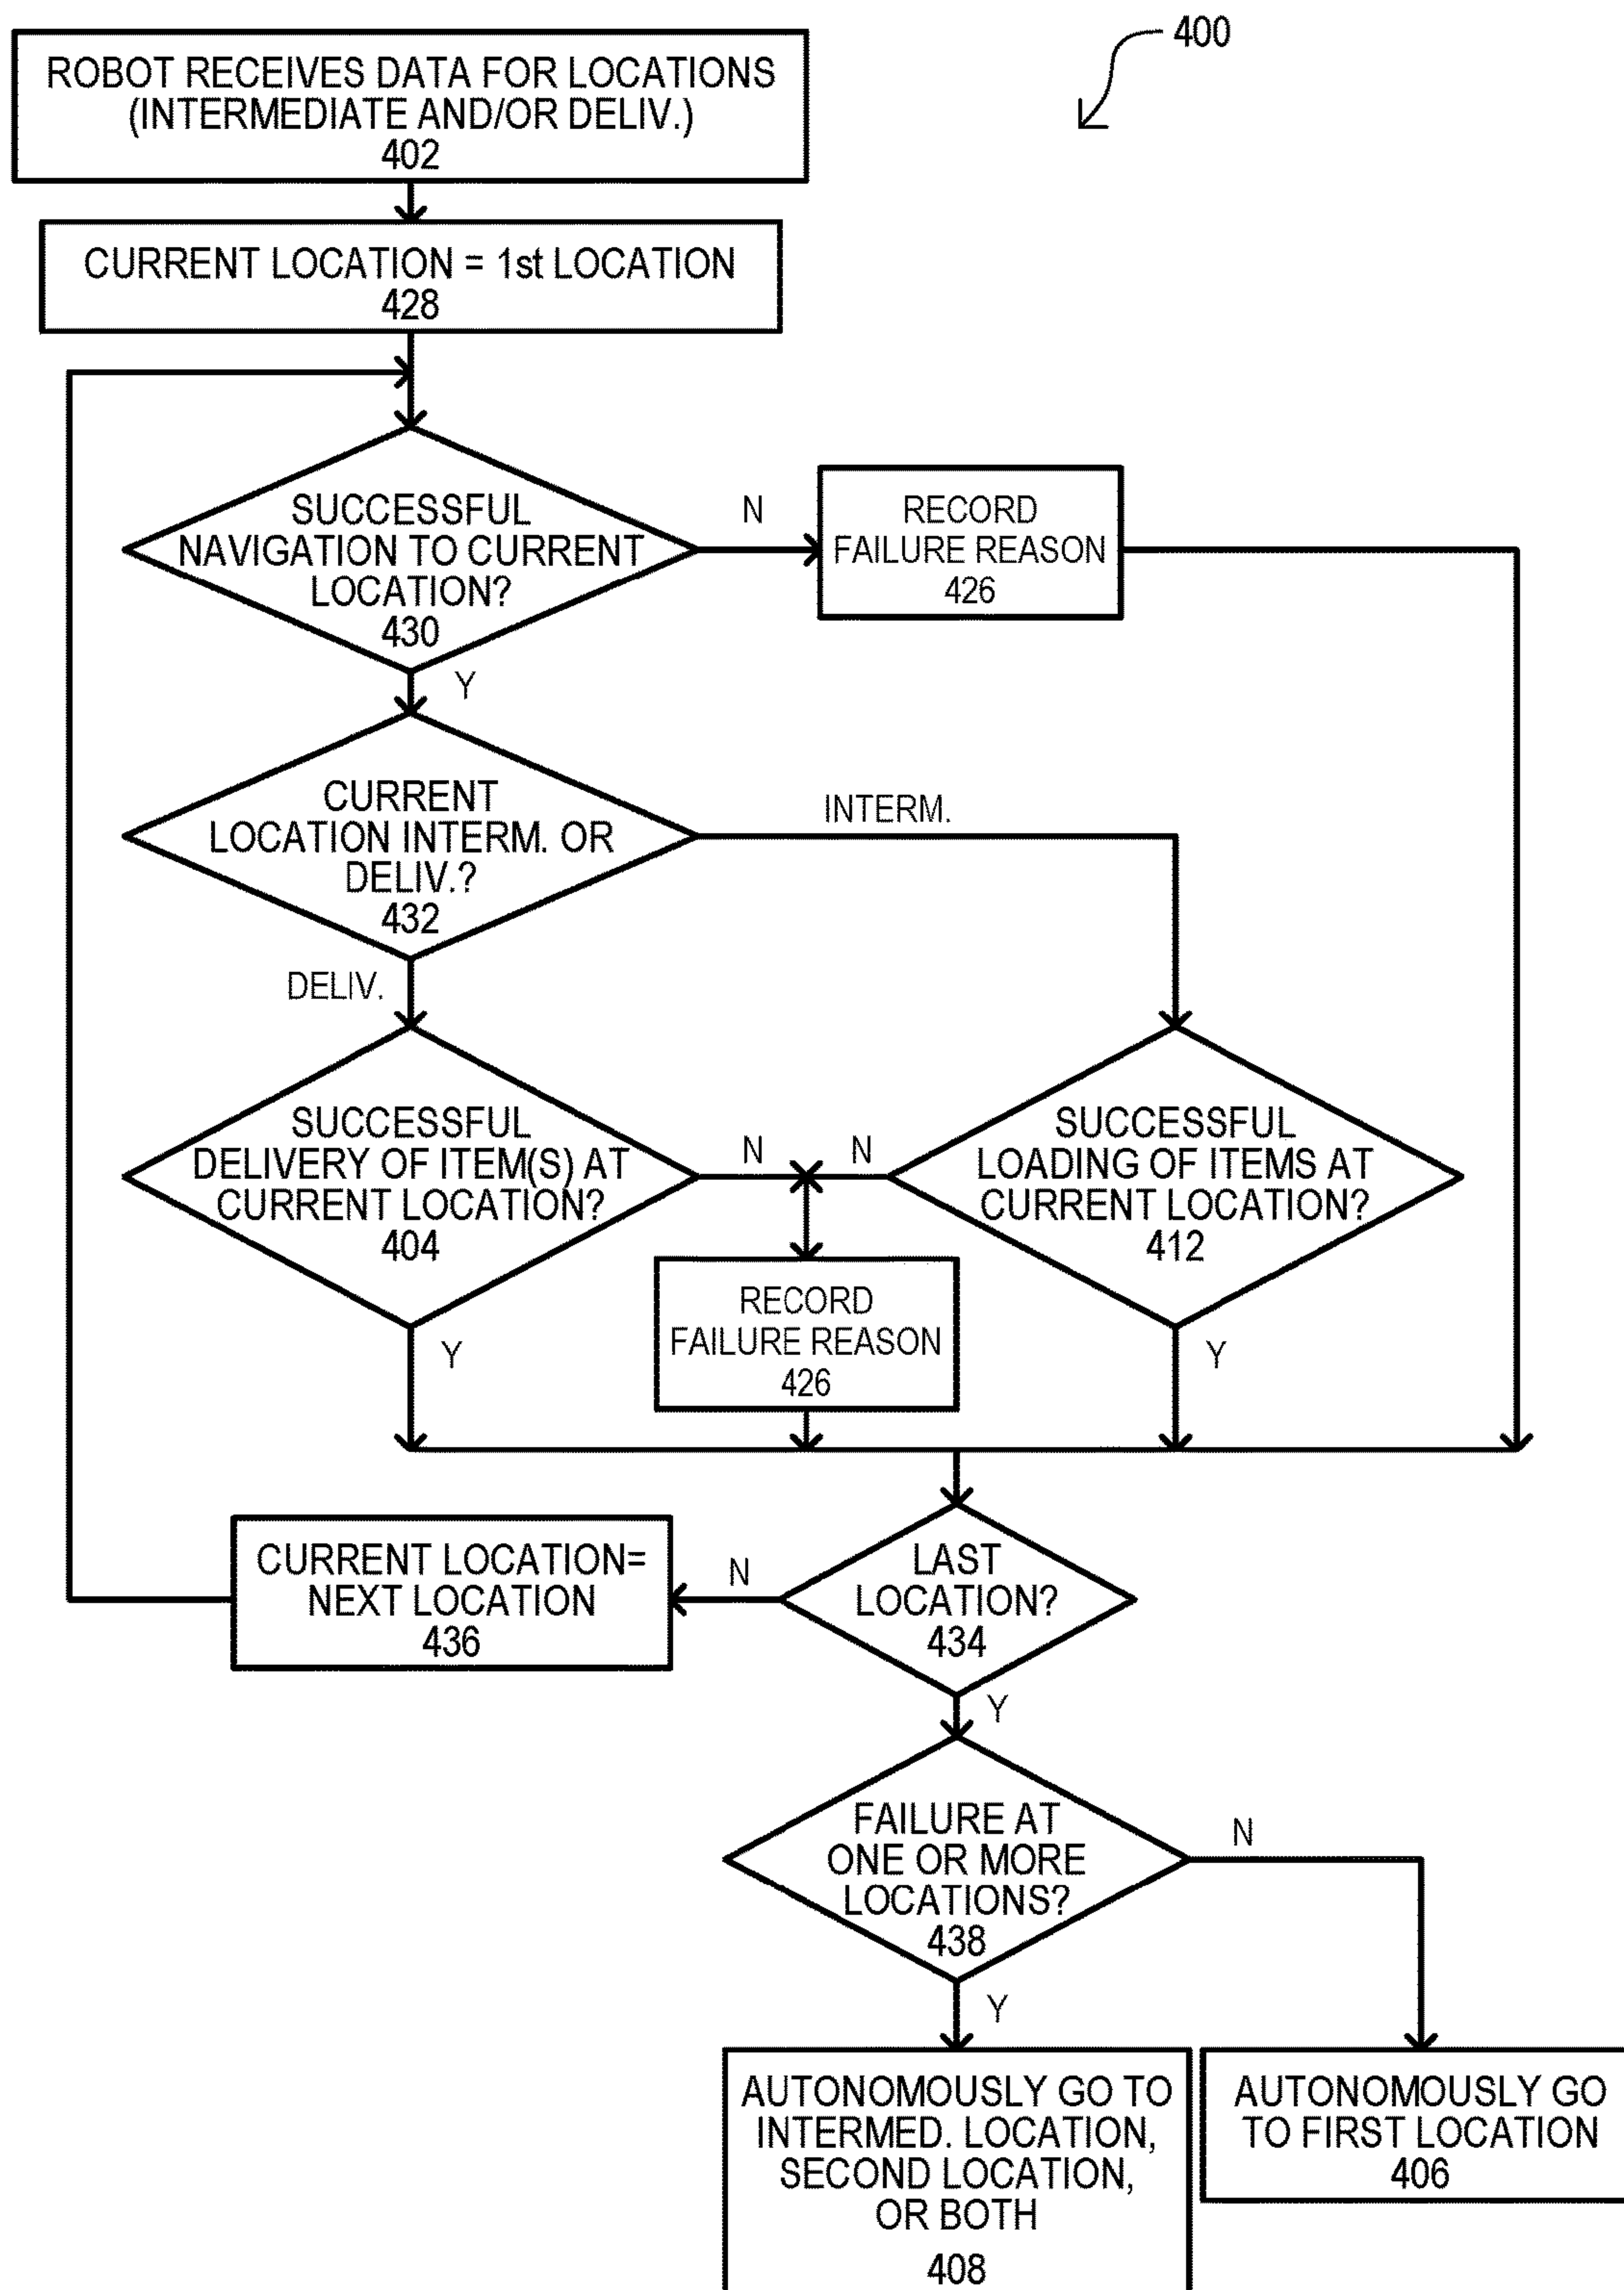 400
ROBOT RECEIVES DATA FOR LOCATIONS
(INTERMEDIATE AND/OR DELIV.)
402
CURRENT LOCATION = 1st LOCATION
428
SUCCESSFUL
NAVIGATION TO CURRENT
LOCATION?
430
N
RECORD
FAILURE REASON
426
Y
CURRENT
LOCATION INTERM. OR
DELIV.?
432
INTERM.
DELIV.
SUCCESSFUL
DELIVERY OF ITEM(S) AT
CURRENT LOCATION?
404
N
N
SUCCESSFUL
LOADING OF ITEMS AT
CURRENT LOCATION?
412
RECORD
FAILURE REASON
426
Y
Y
CURRENT LOCATION=
NEXT LOCATION
436
N
LAST
LOCATION?
434
Y
FAILURE AT
ONE OR MORE
LOCATIONS?
438
N
Y
AUTONOMOUSLY GO TO
INTERMED. LOCATION,
SECOND LOCATION,
OR BOTH
408
AUTONOMOUSLY GO
TO FIRST LOCATION
406